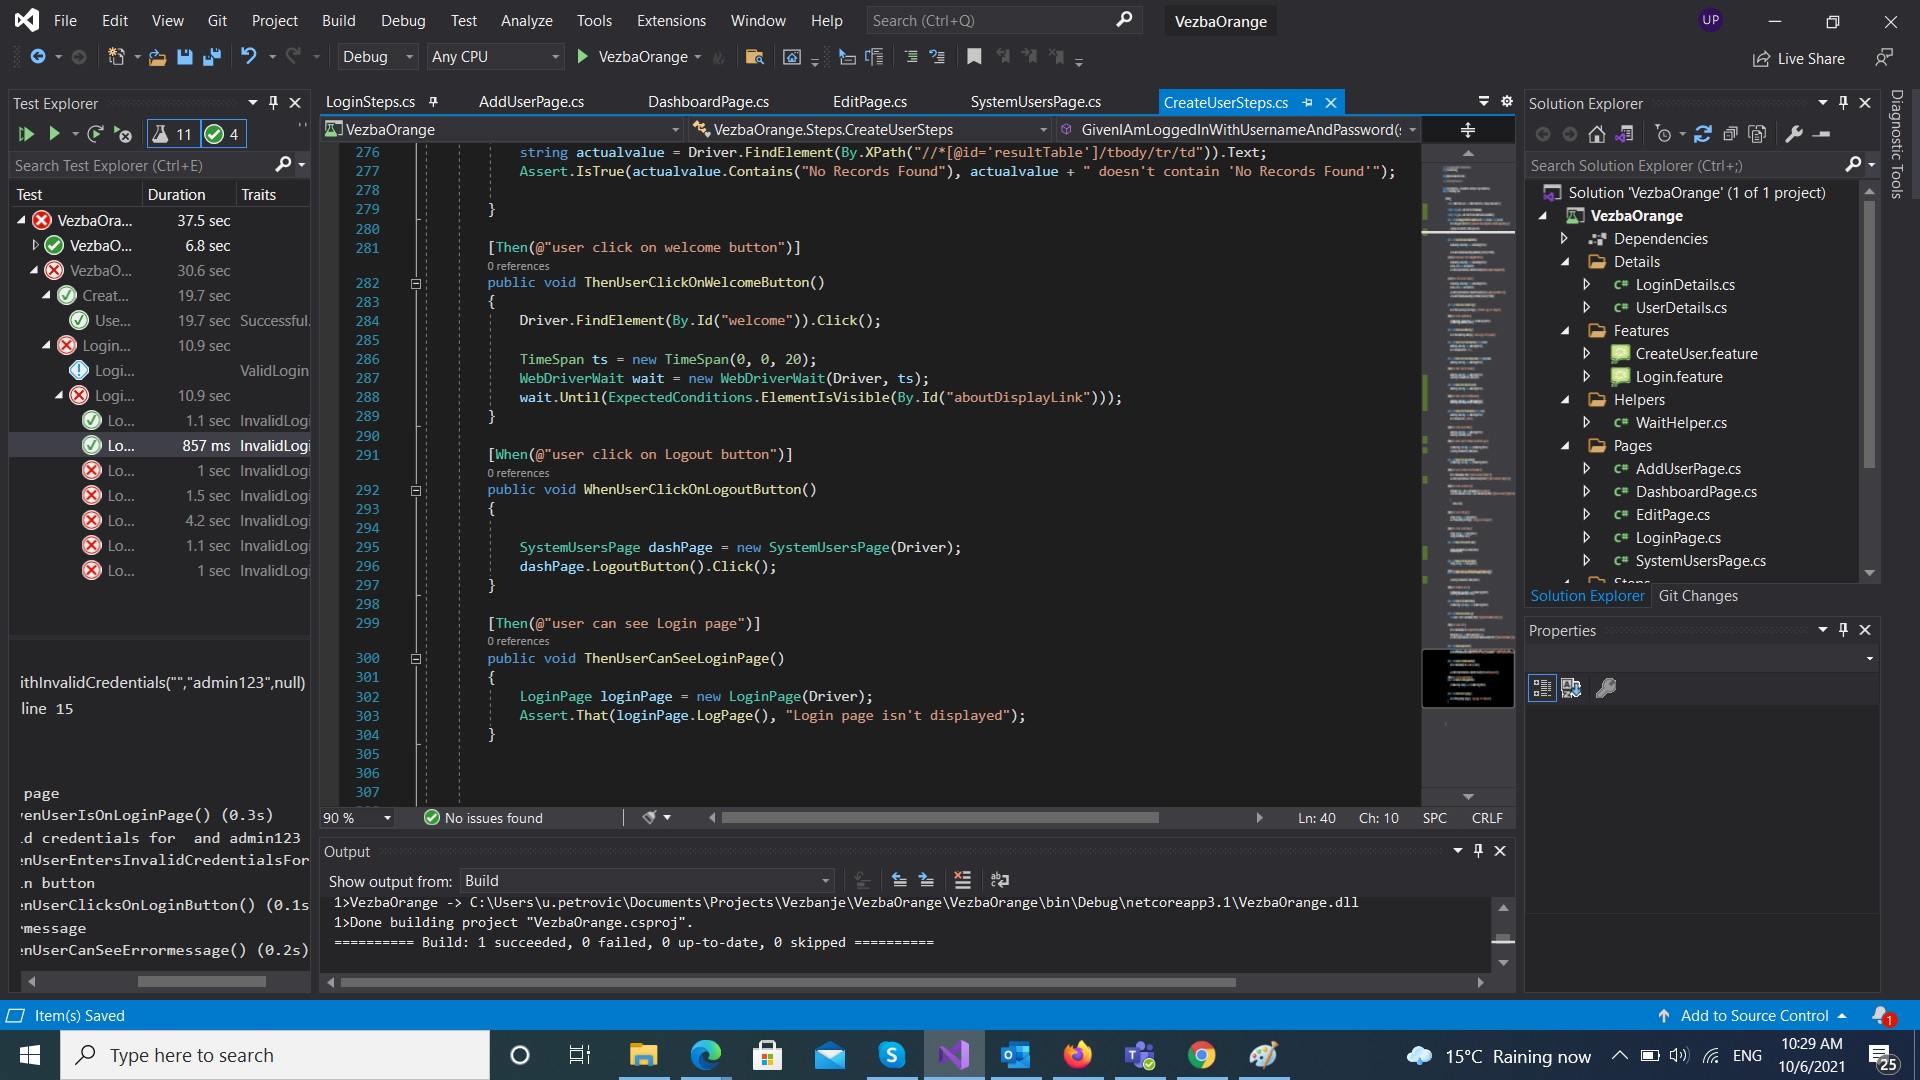 File Edit View Git Project Build Debug Test Analyze Tools Extensions Window Help Search (Ctrl+Q) VezbaOrange UP
Debug Any CPU VezbaOrange Live Share
Test Explorer
11 4
Search Test Explorer (Ctrl+E)
Test Duration Traits
VezbaOra... 37.5 sec
VezbaO... 6.8 sec
VezbaO... 30.6 sec
Creat... 19.7 sec
Use... 19.7 sec Successful.
Login... 10.9 sec
Logi... ValidLogin
Logi... 10.9 sec
Lo... 1.1 sec InvalidLogi
Lo... 857 ms InvalidLogi
Lo... 1 sec InvalidLogi
Lo... 1.5 sec InvalidLogi
Lo... 4.2 sec InvalidLogi
Lo... 1.1 sec InvalidLogi
Lo... 1 sec InvalidLogi
ithInvalidCredentials("","admin123",null)
line 15
page
enUserIsOnLoginPage() (0.3s)
d credentials for  and admin123
enUserEntersInvalidCredentialsFor
n button
enUserClicksOnLoginButton() (0.1s
message
enUserCanSeeErrormessage() (0.2s)
LoginSteps.cs AddUserPage.cs DashboardPage.cs EditPage.cs SystemUsersPage.cs CreateUserSteps.cs
VezbaOrange VezbaOrange.Steps.CreateUserSteps GivenIAmLoggedInWithUsernameAndPassword(s
276 string actualvalue = Driver.FindElement(By.XPath("//*[@id='resultTable']/tbody/tr/td")).Text;
277 Assert.IsTrue(actualvalue.Contains("No Records Found"), actualvalue + " doesn't contain 'No Records Found'");
278
279 }
280
281 [Then(@"user click on welcome button")]
0 references
282 public void ThenUserClickOnWelcomeButton()
283 {
284 Driver.FindElement(By.Id("welcome")).Click();
285
286 TimeSpan ts = new TimeSpan(0, 0, 20);
287 WebDriverWait wait = new WebDriverWait(Driver, ts);
288 wait.Until(ExpectedConditions.ElementIsVisible(By.Id("aboutDisplayLink")));
289 }
290
291 [When(@"user click on Logout button")]
0 references
292 public void WhenUserClickOnLogoutButton()
293 {
294
295 SystemUsersPage dashPage = new SystemUsersPage(Driver);
296 dashPage.LogoutButton().Click();
297 }
298
299 [Then(@"user can see Login page")]
0 references
300 public void ThenUserCanSeeLoginPage()
301 {
302 LoginPage loginPage = new LoginPage(Driver);
303 Assert.That(loginPage.LogPage(), "Login page isn't displayed");
304 }
305
306
307
90 % No issues found Ln: 40 Ch: 10 SPC CRLF
Output
Show output from: Build
1>VezbaOrange -> C:\Users\u.petrovic\Documents\Projects\Vezbanje\VezbaOrange\VezbaOrange\bin\Debug\netcoreapp3.1\VezbaOrange.dll
1>Done building project "VezbaOrange.csproj".
========== Build: 1 succeeded, 0 failed, 0 up-to-date, 0 skipped ==========
Solution Explorer
Search Solution Explorer (Ctrl+;)
Solution 'VezbaOrange' (1 of 1 project)
VezbaOrange
Dependencies
Details
LoginDetails.cs
UserDetails.cs
Features
CreateUser.feature
Login.feature
Helpers
WaitHelper.cs
Pages
AddUserPage.cs
DashboardPage.cs
EditPage.cs
LoginPage.cs
SystemUsersPage.cs
Steps
Solution Explorer Git Changes
Properties
Diagnostic Tools
Item(s) Saved Add to Source Control 1
Type here to search 15°C Raining now ENG 10:29 AM
10/6/2021 25